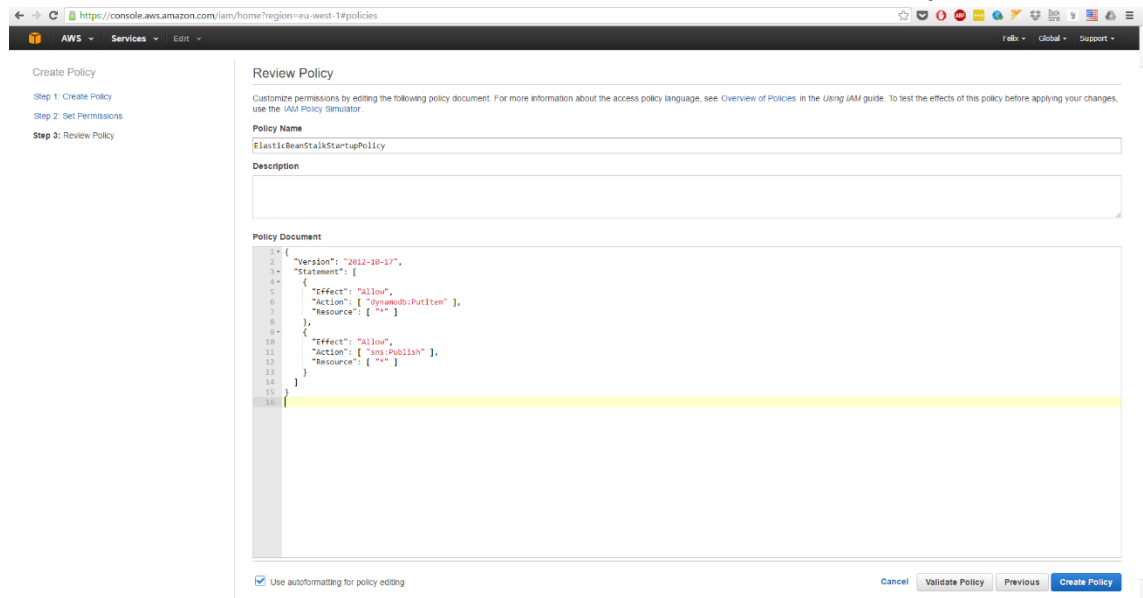 https://console.aws.amazon.com/iam/home?region=eu-west-1#policies
AWS Services Edit Felix Global Support
Create Policy
Step 1: Create Policy
Step 2: Set Permissions
Step 3: Review Policy
Review Policy
Customize permissions by editing the following policy document. For more information about the access policy language, see Overview of Policies in the Using IAM guide. To test the effects of this policy before applying your changes,
use the IAM Policy Simulator.
Policy Name
ElasticBeanStalkStartupPolicy
Description
Policy Document
1 {
2 "Version": "2012-10-17",
3 "Statement": [
4 {
5 "Effect": "Allow",
6 "Action": [ "dynamodb:PutItem" ],
7 "Resource": [ "*" ]
8 },
9 {
10 "Effect": "Allow",
11 "Action": [ "sns:Publish" ],
12 "Resource": [ "*" ]
13 }
14 ]
15 }
16
Use autoformatting for policy editing
Cancel Validate Policy Previous Create Policy